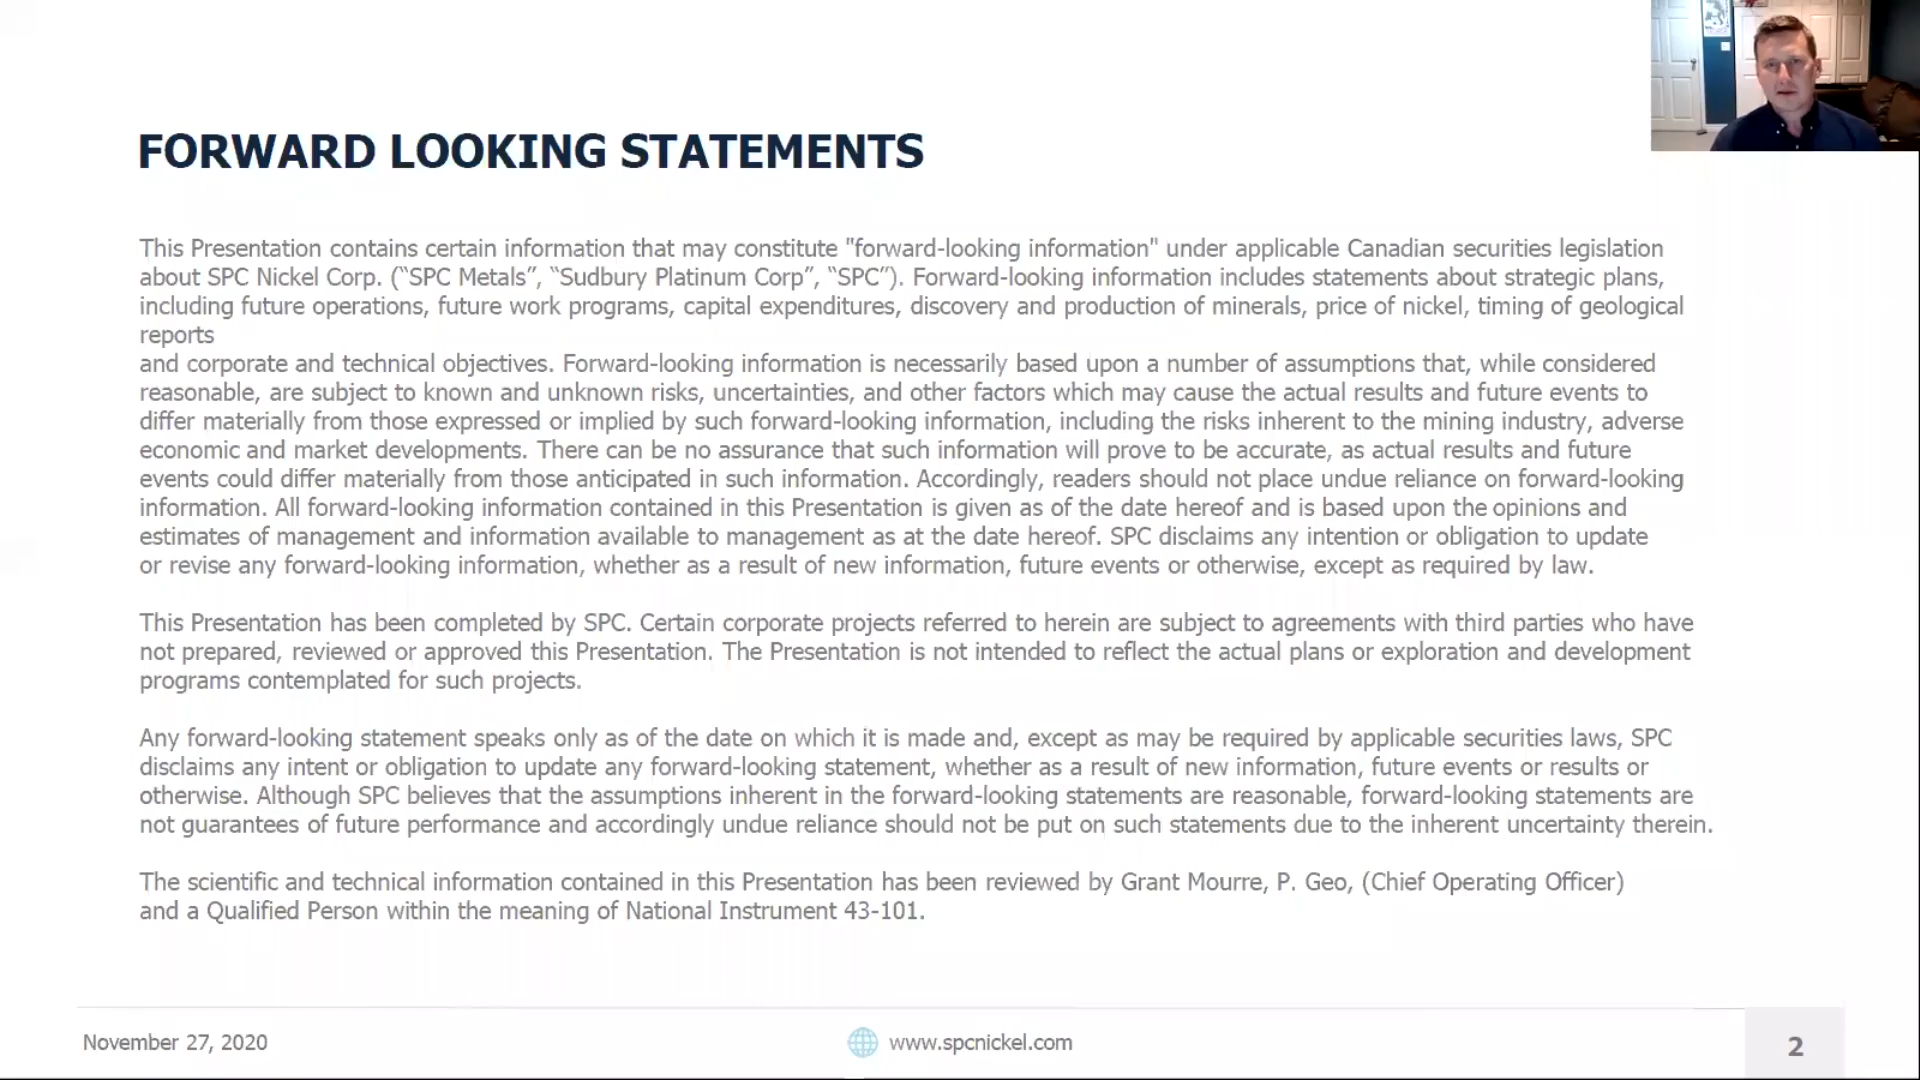 FORWARD LOOKING STATEMENTS
This Presentation contains certain information that may constitute "forward-looking information" under applicable Canadian securities legislation
about SPC Nickel Corp. (“SPC Metals”, “Sudbury Platinum Corp”, “SPC”). Forward-looking information includes statements about strategic plans,
including future operations, future work programs, capital expenditures, discovery and production of minerals, price of nickel, timing of geological
reports
and corporate and technical objectives. Forward-looking information is necessarily based upon a number of assumptions that, while considered
reasonable, are subject to known and unknown risks, uncertainties, and other factors which may cause the actual results and future events to
differ materially from those expressed or implied by such forward-looking information, including the risks inherent to the mining industry, adverse
economic and market developments. There can be no assurance that such information will prove to be accurate, as actual results and future
events could differ materially from those anticipated in such information. Accordingly, readers should not place undue reliance on forward-looking
information. All forward-looking information contained in this Presentation is given as of the date hereof and is based upon the opinions and
estimates of management and information available to management as at the date hereof. SPC disclaims any intention or obligation to update
or revise any forward-looking information, whether as a result of new information, future events or otherwise, except as required by law.
This Presentation has been completed by SPC. Certain corporate projects referred to herein are subject to agreements with third parties who have
not prepared, reviewed or approved this Presentation. The Presentation is not intended to reflect the actual plans or exploration and development
programs contemplated for such projects.
Any forward-looking statement speaks only as of the date on which it is made and, except as may be required by applicable securities laws, SPC
disclaims any intent or obligation to update any forward-looking statement, whether as a result of new information, future events or results or
otherwise. Although SPC believes that the assumptions inherent in the forward-looking statements are reasonable, forward-looking statements are
not guarantees of future performance and accordingly undue reliance should not be put on such statements due to the inherent uncertainty therein.
The scientific and technical information contained in this Presentation has been reviewed by Grant Mourre, P. Geo, (Chief Operating Officer)
and a Qualified Person within the meaning of National Instrument 43-101.
November 27, 2020
www.spcnickel.com
2